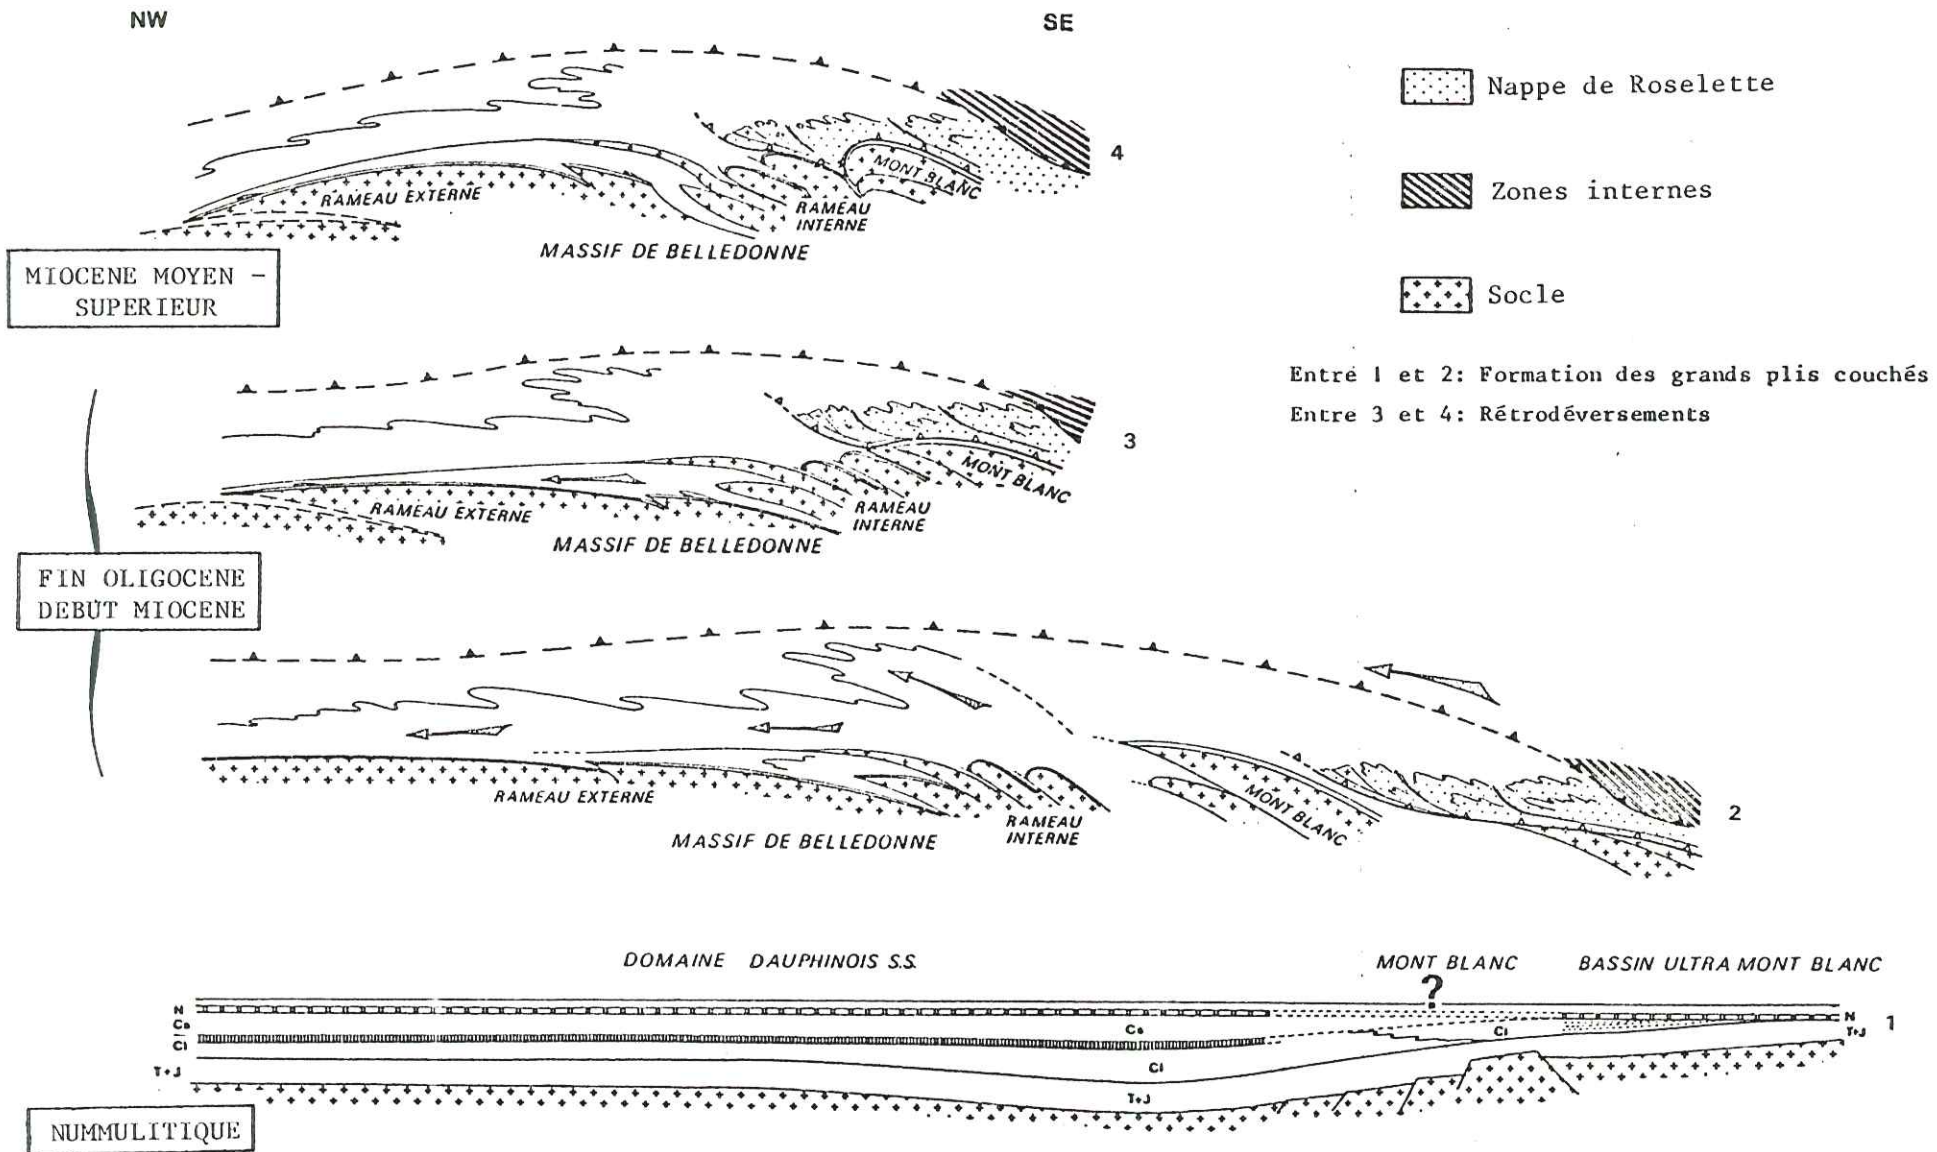 NW
SE
Nappe de Roselette
Zones internes
Socle
Entre 1 et 2: Formation des grands plis couchés
Entre 3 et 4: Rétrodéversements
4
MONT BLANC
RAMEAU EXTERNE
RAMEAU
INTERNE
MASSIF DE BELLEDONNE
MIOCENE MOYEN -
SUPERIEUR
3
MONT BLANC
RAMEAU EXTERNE
RAMEAU
INTERNE
MASSIF DE BELLEDONNE
FIN OLIGOCENE
DEBUT MIOCENE
2
MONT BLANC
RAMEAU EXTERNE
RAMEAU
INTERNE
MASSIF DE BELLEDONNE
DOMAINE DAUPHINOIS S.S.
MONT BLANC
BASSIN ULTRA MONT BLANC
?
N
Cs
Ci
T+J
Cs
Ci
Ci
T+J
N
T+J
1
NUMMULITIQUE